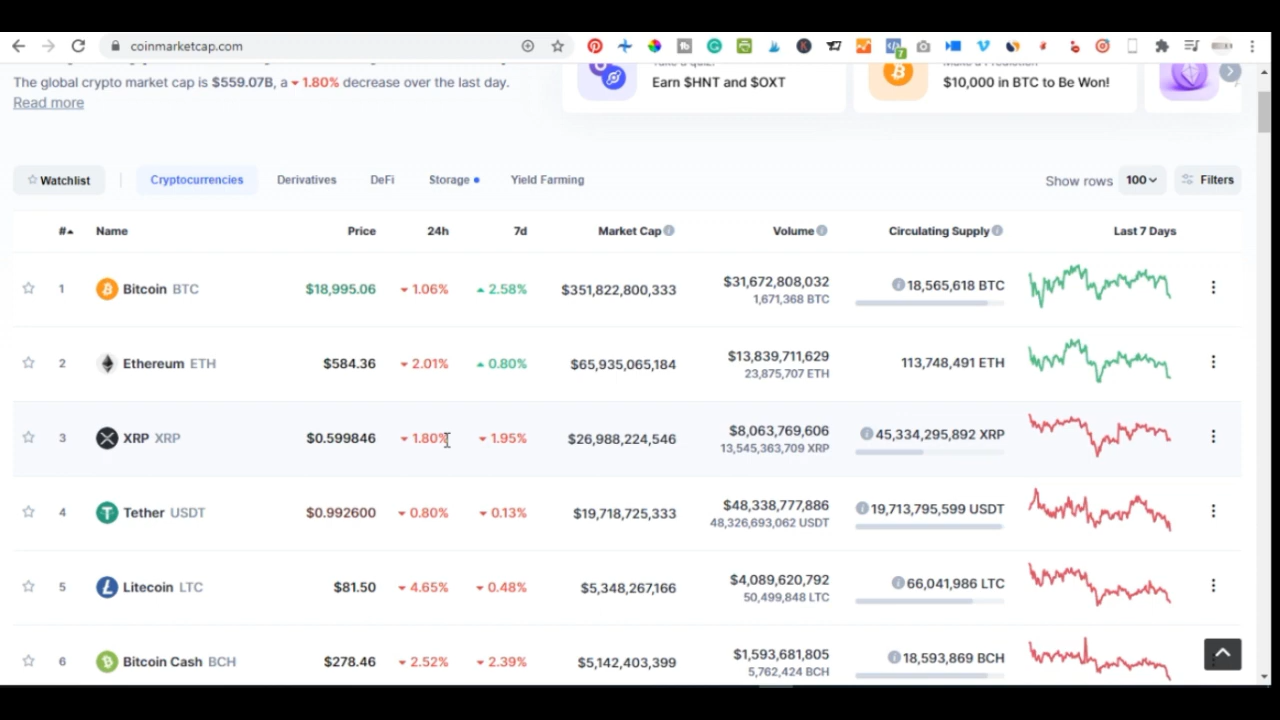 coinmarketcap.com
7
The global crypto market cap is $559.07B, a 1.80% decrease over the last day.
Read more
Earn $HNT and $OXT
$10,000 in BTC to Be Won!
Watchlist Cryptocurrencies Derivatives DeFi Storage Yield Farming Show rows 100 Filters
# Name Price 24h 7d Market Cap Volume Circulating Supply Last 7 Days
1 Bitcoin BTC $18,995.06 1.06% 2.58% $351,822,800,333 $31,672,808,032 18,565,618 BTC
1,671,368 BTC
2 Ethereum ETH $584.36 2.01% 0.80% $65,935,065,184 $13,839,711,629 113,748,491 ETH
23,875,707 ETH
3 XRP XRP $0.599846 1.80% 1.95% $26,988,224,546 $8,063,769,606 45,334,295,892 XRP
13,545,363,709 XRP
4 Tether USDT $0.992600 0.80% 0.13% $19,718,725,333 $48,338,777,886 19,713,795,599 USDT
48,326,693,062 USDT
5 Litecoin LTC $81.50 4.65% 0.48% $5,348,267,166 $4,089,620,792 66,041,986 LTC
50,499,848 LTC
6 Bitcoin Cash BCH $278.46 2.52% 2.39% $5,142,403,399 $1,593,681,805 18,593,869 BCH
5,762,424 BCH